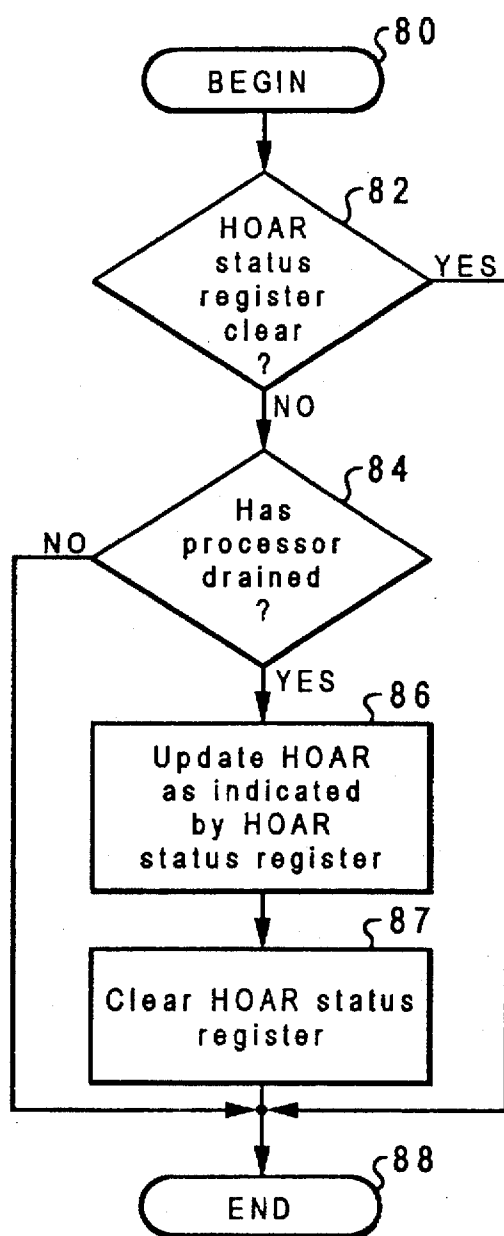 80
BEGIN
82
HOAR
status
register
clear
?
YES
NO
84
Has
processor
drained
?
NO
YES
86
Update HOAR
as indicated
by HOAR
status register
87
Clear HOAR status
register
88
END